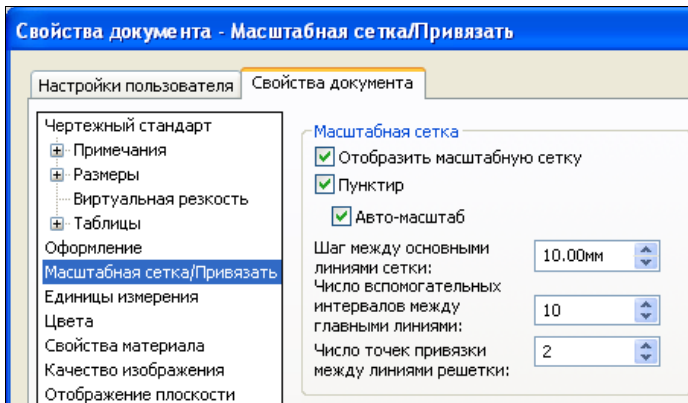 Свойства документа - Масштабная сетка/Привязать
Настройки пользователя
Свойства документа
Чертежный стандарт
Примечания
Размеры
Виртуальная резкость
Таблицы
Оформление
Масштабная сетка/Привязать
Единицы измерения
Цвета
Свойства материала
Качество изображения
Отображение плоскости
Масштабная сетка
Отобразить масштабную сетку
Пунктир
Авто-масштаб
Шаг между основными
линиями сетки:
10.00мм
Число вспомогательных
интервалов между
главными линиями:
10
Число точек привязки
между линиями решетки:
2